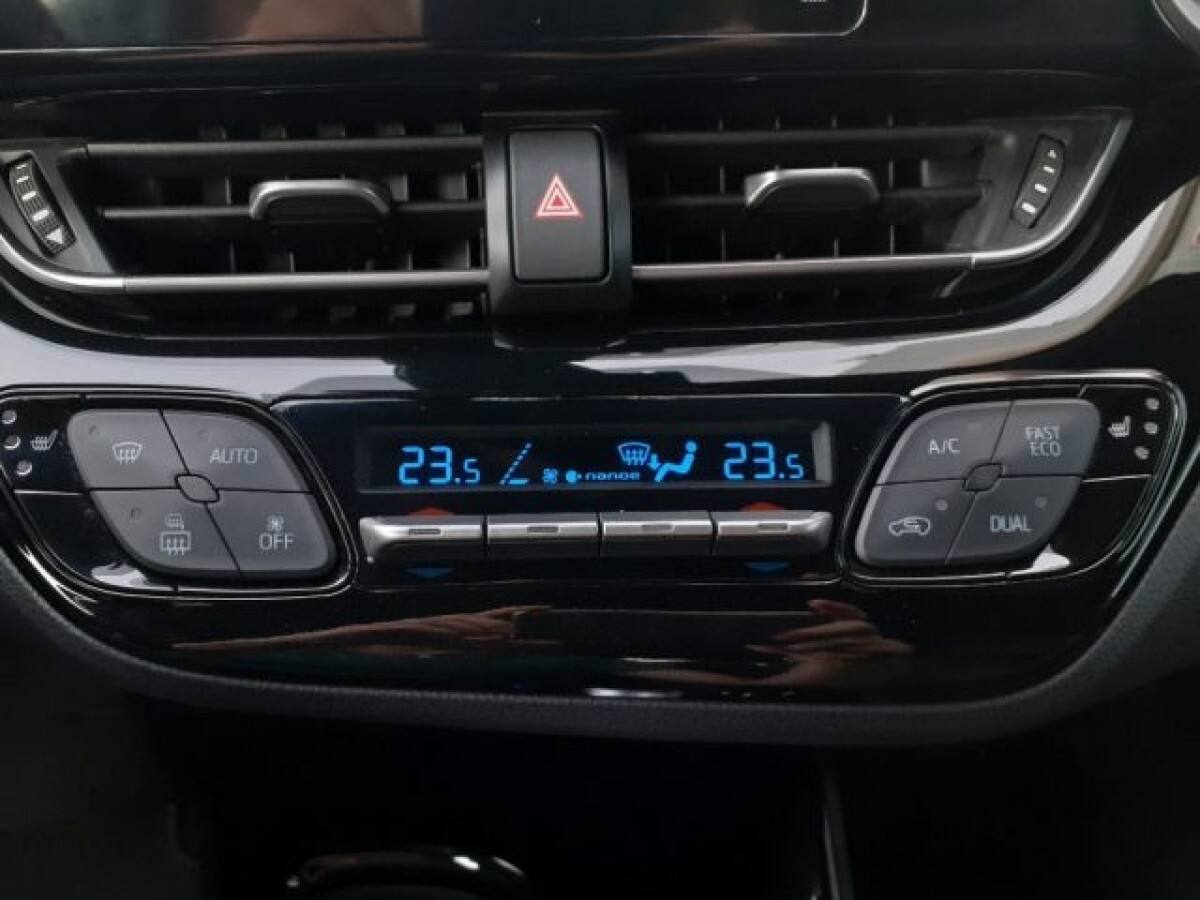 AUTO
OFF
23.5
nanoe
23.5
A/C
FAST
ECO
DUAL